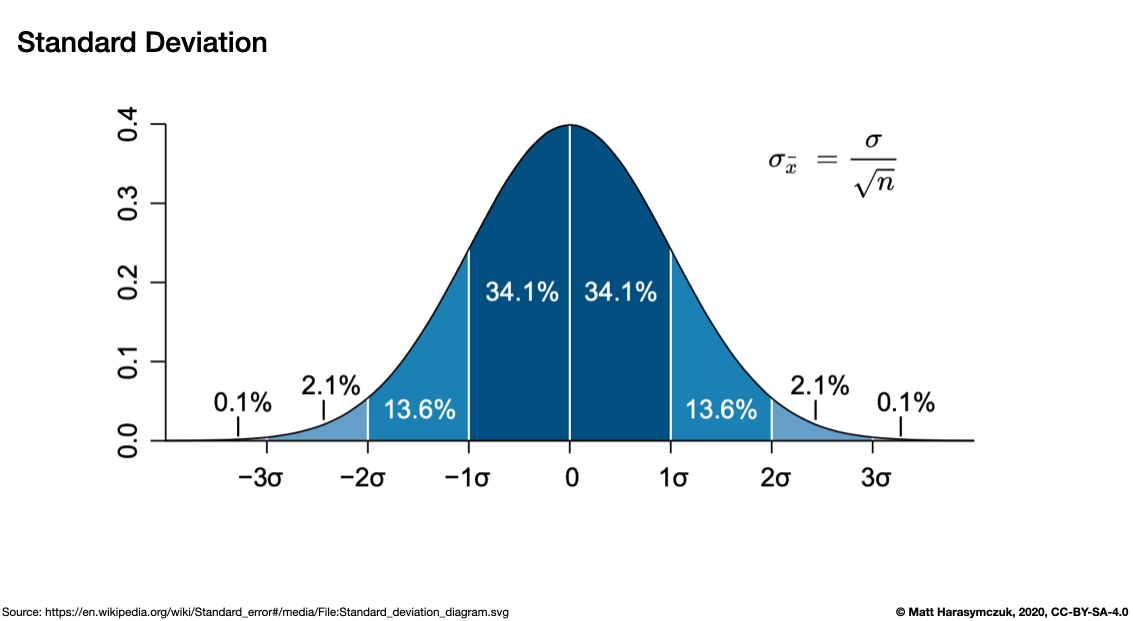 Standard Deviation
0.4
0.3
0.2
0.1
0.0
σx̄ = σ/√n
34.1% 34.1%
0.1% 2.1% 13.6% 13.6% 2.1% 0.1%
−3σ −2σ −1σ 0 1σ 2σ 3σ
Source: https://en.wikipedia.org/wiki/Standard_error#/media/File:Standard_deviation_diagram.svg
© Matt Harasymczuk, 2020, CC-BY-SA-4.0